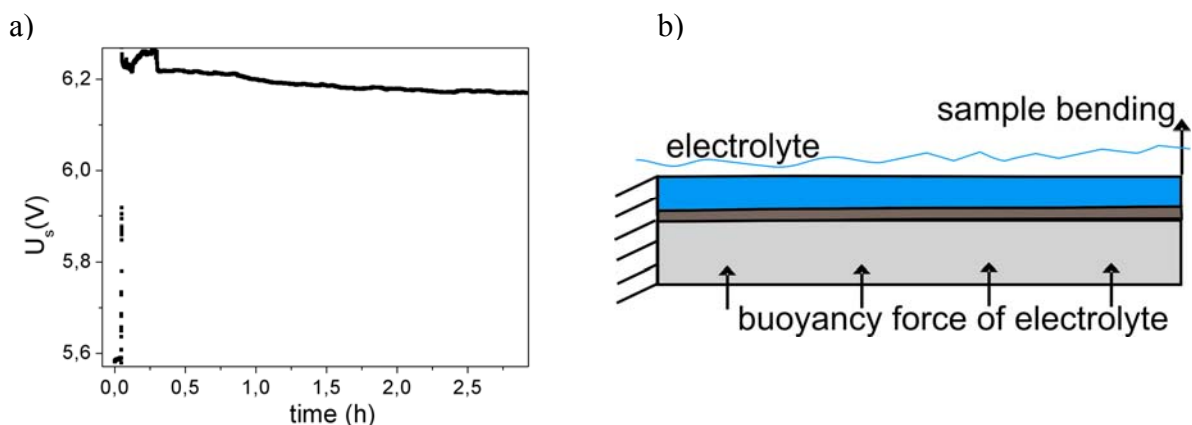 a)
b)
6,2
6,0
5,8
5,6
U_s(V)
0,0 0,5 1,0 1,5 2,0 2,5
time (h)
sample bending
electrolyte
buoyancy force of electrolyte